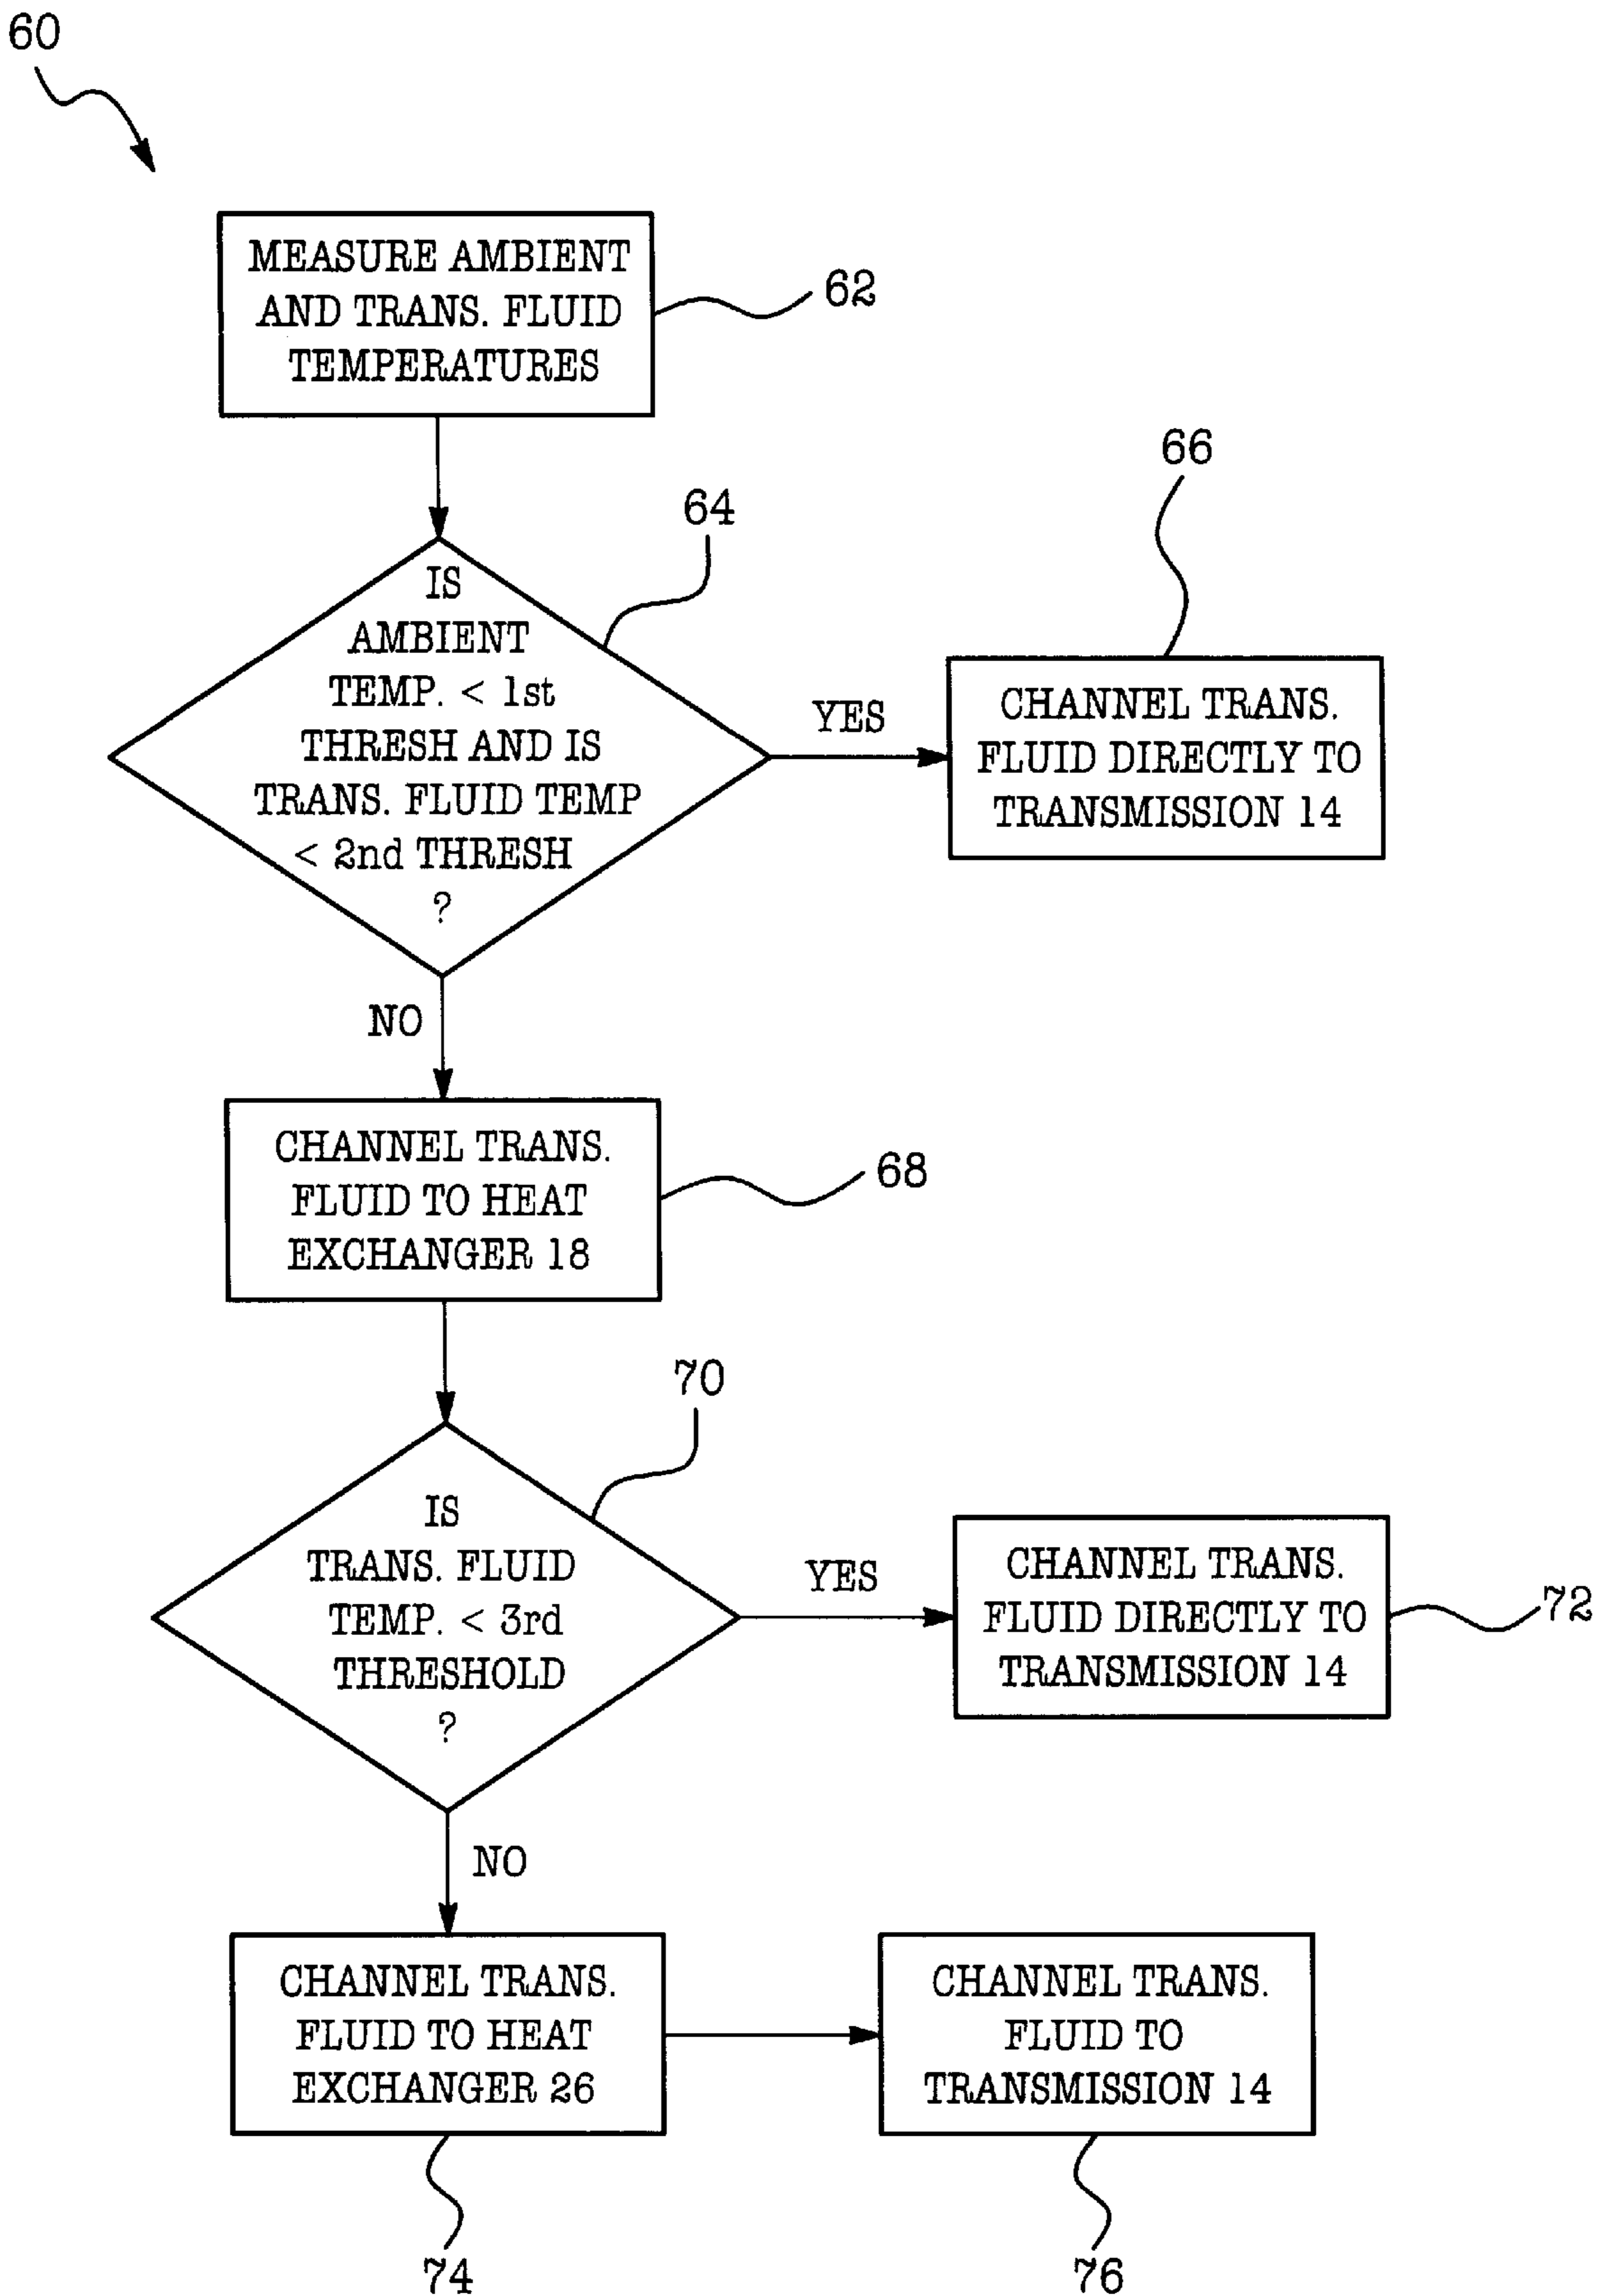 60
MEASURE AMBIENT
AND TRANS. FLUID
TEMPERATURES
62
64
66
IS
AMBIENT
TEMP. < 1st
THRESH AND IS
TRANS. FLUID TEMP
< 2nd THRESH
?
YES
CHANNEL TRANS.
FLUID DIRECTLY TO
TRANSMISSION 14
NO
CHANNEL TRANS.
FLUID TO HEAT
EXCHANGER 18
68
70
IS
TRANS. FLUID
TEMP. < 3rd
THRESHOLD
?
YES
CHANNEL TRANS.
FLUID DIRECTLY TO
TRANSMISSION 14
72
NO
CHANNEL TRANS.
FLUID TO HEAT
EXCHANGER 26
CHANNEL TRANS.
FLUID TO
TRANSMISSION 14
74
76